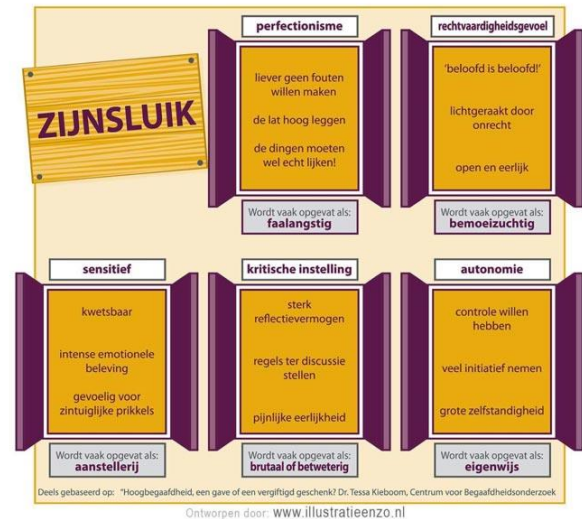 ZIJNSLUIK
perfectionisme
liever geen fouten
willen maken
de lat hoog leggen
de dingen moeten
wel echt lijken!
Wordt vaak opgevat als:
faalangstig
rechtvaardigheidsgevoel
'beloofd is beloofd!'
lichtgeraakt door
onrecht
open en eerlijk
Wordt vaak opgevat als:
bemoeizuchtig
sensitief
kwetsbaar
intense emotionele
beleving
gevoelig voor
zintuiglijke prikkels
Wordt vaak opgevat als:
aanstellerij
kritische instelling
sterk
reflectievermogen
regels ter discussie
stellen
pijnlijke eerlijkheid
Wordt vaak opgevat als:
brutaal of betweterig
autonomie
controle willen
hebben
veel initiatief nemen
grote zelfstandigheid
Wordt vaak opgevat als:
eigenwijs
Deels gebaseerd op: "Hoogbegaafdheid, een gave of een vergiftigd geschenk? Dr. Tessa Kieboom, Centrum voor Begaafdheidsonderzoek
Ontworpen door: www.illustratieenzo.nl